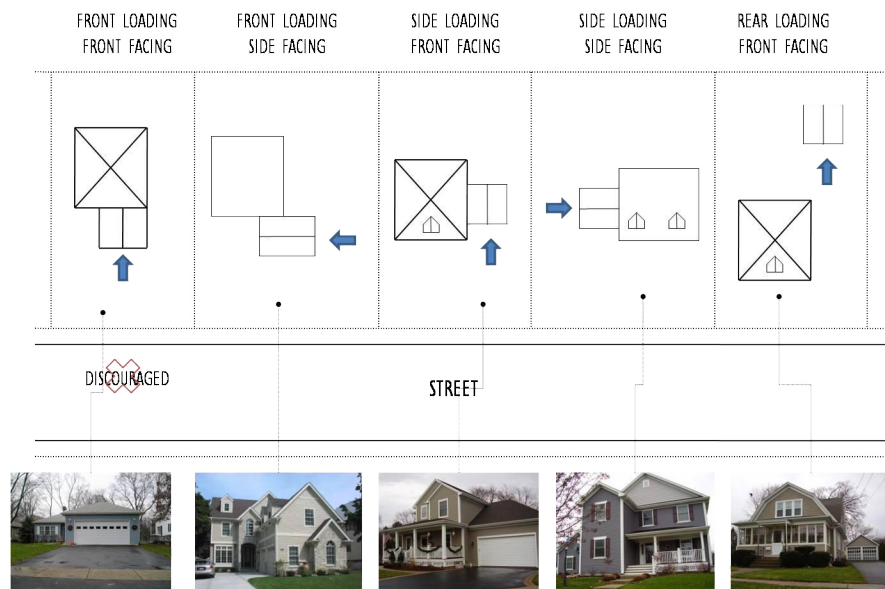 FRONT LOADING
FRONT FACING
FRONT LOADING
SIDE FACING
SIDE LOADING
FRONT FACING
SIDE LOADING
SIDE FACING
REAR LOADING
FRONT FACING
DISCOURAGED
STREET